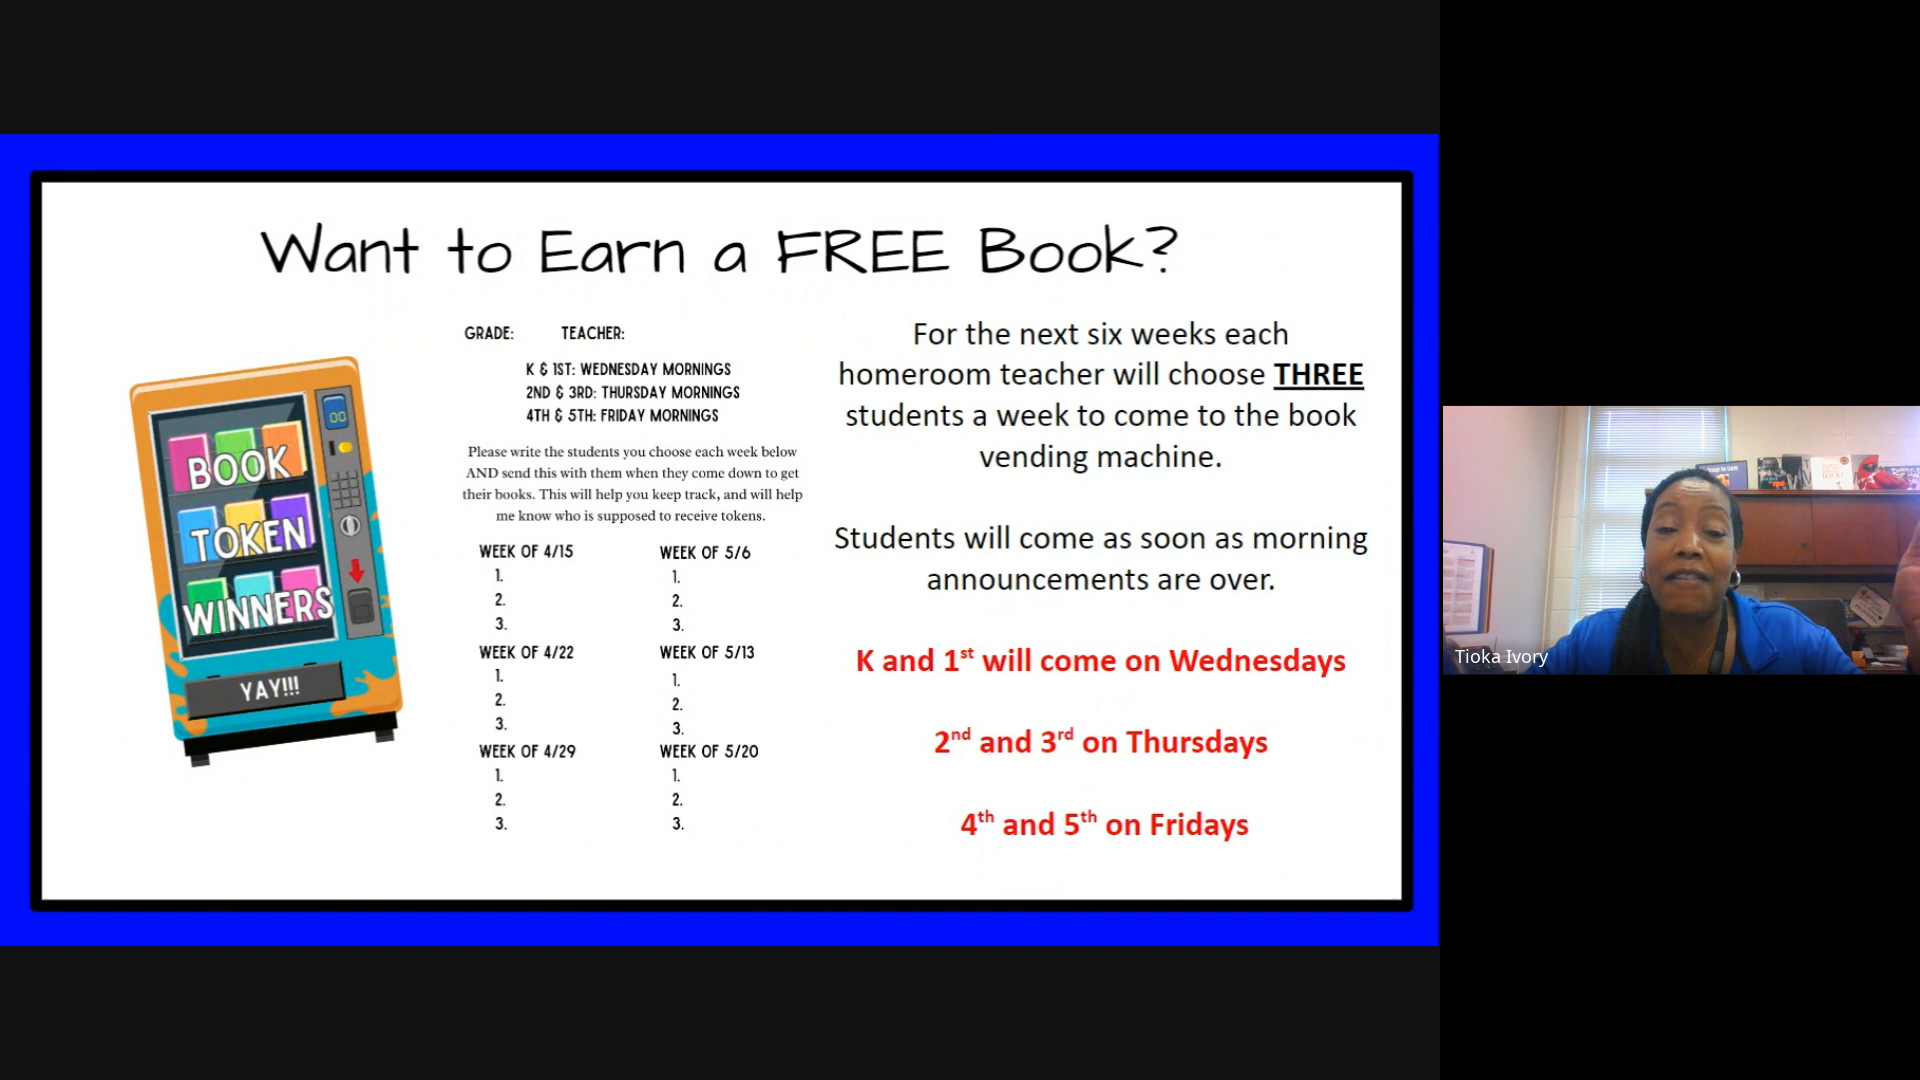 Want to Earn a FREE Book?
BOOK
TOKEN
WINNERS
YAY!!!
GRADE: TEACHER:
K & 1ST: WEDNESDAY MORNINGS
2ND & 3RD: THURSDAY MORNINGS
4TH & 5TH: FRIDAY MORNINGS
Please write the students you choose each week below
AND send this with them when they come down to get
their books. This will help you keep track, and will help
me know who is supposed to receive tokens.
WEEK OF 4/15
1.
2.
3.
WEEK OF 4/22
1.
2.
3.
WEEK OF 4/29
1.
2.
3.
WEEK OF 5/6
1.
2.
3.
WEEK OF 5/13
1.
2.
3.
WEEK OF 5/20
1.
2.
3.
For the next six weeks each
homeroom teacher will choose THREE
students a week to come to the book
vending machine.
Students will come as soon as morning
announcements are over.
K and 1st will come on Wednesdays
2nd and 3rd on Thursdays
4th and 5th on Fridays
Tioka Ivory